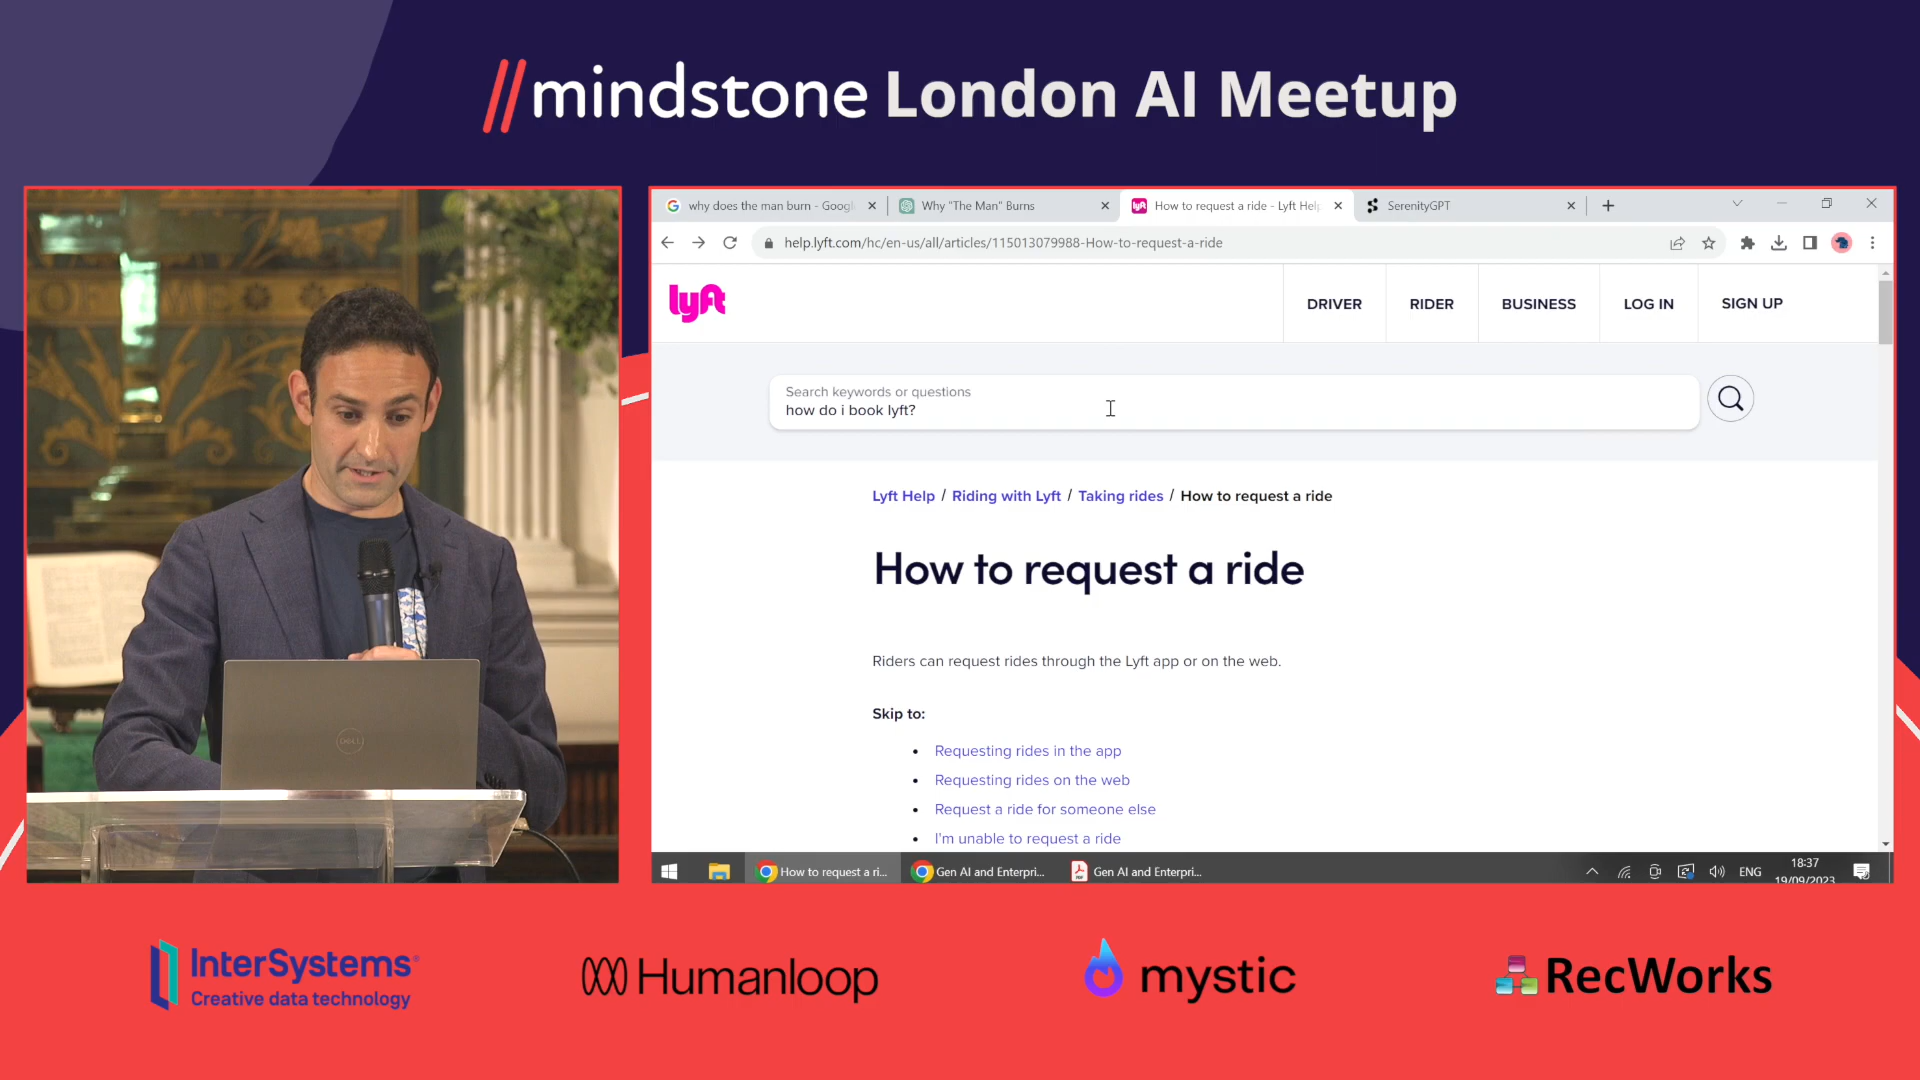 //mindstone London AI Meetup
why does the man burn - Googl
Why "The Man" Burns
How to request a ride - Lyft Help
SerenityGPT
help.lyft.com/hc/en-us/all/articles/115013079988-How-to-request-a-ride
lyft
DRIVER
RIDER
BUSINESS
LOG IN
SIGN UP
Search keywords or questions
how do i book lyft?
Lyft Help / Riding with Lyft / Taking rides / How to request a ride
How to request a ride
Riders can request rides through the Lyft app or on the web.
Skip to:
• Requesting rides in the app
• Requesting rides on the web
• Request a ride for someone else
• I'm unable to request a ride
How to request a ri...
Gen AI and Enterpri...
Gen AI and Enterpri...
ENG
18:37
19/09/2023
DELL
InterSystems®
Creative data technology
Humanloop
mystic
RecWorks